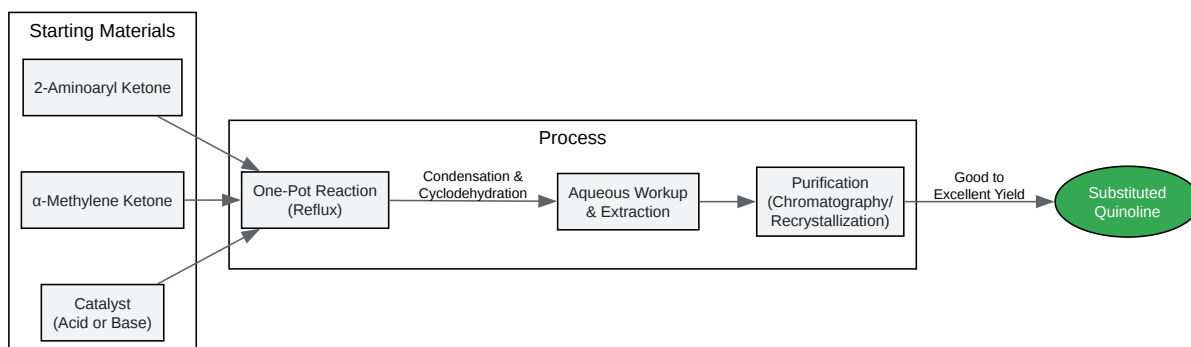 Starting Materials
2-Aminoaryl Ketone
α-Methylene Ketone
Catalyst
(Acid or Base)
Process
One-Pot Reaction
(Reflux)
Condensation &
Cyclodehydration
Aqueous Workup
& Extraction
Purification
(Chromatography/
Recrystallization)
Good to
Excellent Yield
Substituted
Quinoline